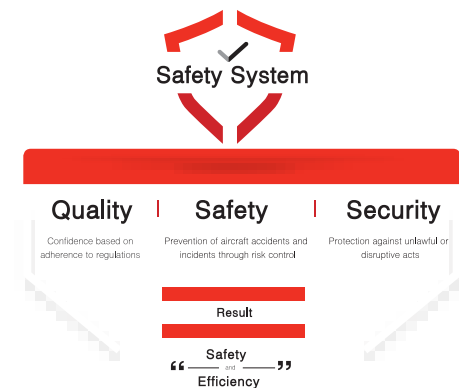 Safety System
Quality | Safety | Security
Confidence based on
adherence to regulations
Prevention of aircraft accidents and
incidents through risk control
Protection against unlawful or
disruptive acts
Result
Safety
“ and ”
Efficiency